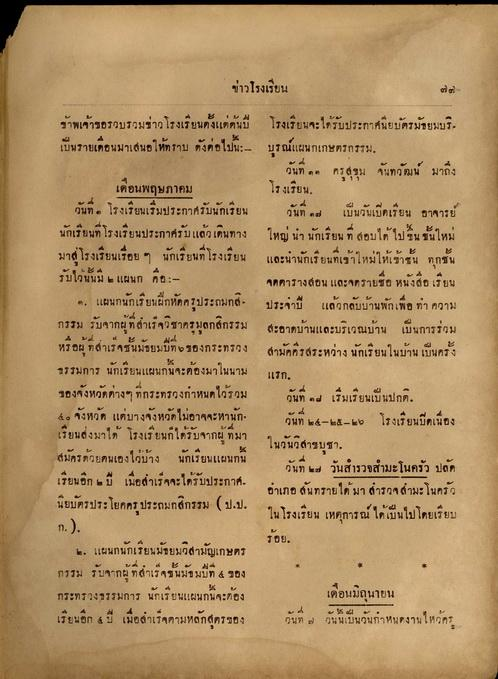 ข่าวโรงเรียน
๗๗
ข้าพเจ้าขอรวบรวมข่าวโรงเรียนตั้งแต่ต้นปี
เป็นรายเดือนมาเสนอให้ทราบ ดังต่อไปนี้:-
เดือนพฤษภาคม
วันที่ ๑ โรงเรียนเริ่มประกาศรับนักเรียน
นักเรียนที่โรงเรียนประกาศรับแล้วเดินทาง
มาสู่โรงเรียนเรื่อยๆ นักเรียนที่โรงเรียน
รับไว้นั้นมี ๒ แผนก คือ:-
๑. แผนกนักเรียนฝึกหัดครูประถมกสิ-
กรรม รับจากผู้ที่สำเร็จวิชาครูมูลกสิกรรม
หรือผู้ที่สำเร็จชั้นมัธยมปีที่ ๖ ของกระทรวง
ธรรมการ นักเรียนแผนกนี้จะต้องมาในนาม
ของจังหวัดต่างๆ ที่กระทรวงกำหนดไว้รวม
๔๐ จังหวัด แต่บางจังหวัดไม่อาจจะหานัก-
เรียนส่งมาได้ โรงเรียนก็ได้รับจากผู้ที่มา
สมัครด้วยตนเองไว้บ้าง นักเรียนแผนกนี้
เรียนอีก ๒ ปี เมื่อสำเร็จจะได้รับประกาศ-
นียบัตรประโยคครูประถมกสิกรรม (ป.ป.
ก.).
๒. แผนกนักเรียนมัธยมวิสามัญเกษตร
กรรม รับจากผู้ที่สำเร็จชั้นมัธยมปีที่ ๔ ของ
กระทรวงธรรมการ นักเรียนแผนกนี้จะต้อง
เรียนอีก ๔ ปี เมื่อสำเร็จตามหลักสูตรของ
โรงเรียนจะได้รับประกาศนียบัตรมัธยมบริ-
บูรณ์แผนกเกษตรกรรม.
วันที่ ๑๑ ครูสุขุม จันทวัฒน์ มาถึง
โรงเรียน.
วันที่ ๑๗ เป็นวันเปิดเรียน อาจารย์
ใหญ่ นำ นักเรียน ที่ สอบได้ ไป ขึ้น ชั้นใหม่
และนำนักเรียนที่เข้าใหม่ให้เข้าชั้น ทุกชั้น
จดตารางสอน และจดรายชื่อ หนังสือ เรียน
ประจำปี แล้วกลับบ้านพักเพื่อ ทำ ความ
สะอาดบ้านและบริเวณบ้าน เป็นการร่วม
สามัคคีรสระหว่าง นักเรียนในบ้าน เป็นครั้ง
แรก.
วันที่ ๑๘ เริ่มเรียนเป็นปกติ.
วันที่ ๒๔-๒๕-๒๖ โรงเรียนปิดเนื่อง
ในวันวิสาขบูชา.
วันที่ ๒๗ วันสำรวจสำมะโนครัว ปลัด
อำเภอ สันทรายได้ มา สำรวจสำมะโนครัว
ในโรงเรียน เหตุการณ์ ได้เป็นไปโดยเรียบ
ร้อย.
* * *
เดือนมิถุนายน
วันที่ ๗ วันนี้เป็นวันกำหนดงานไหว้ครู